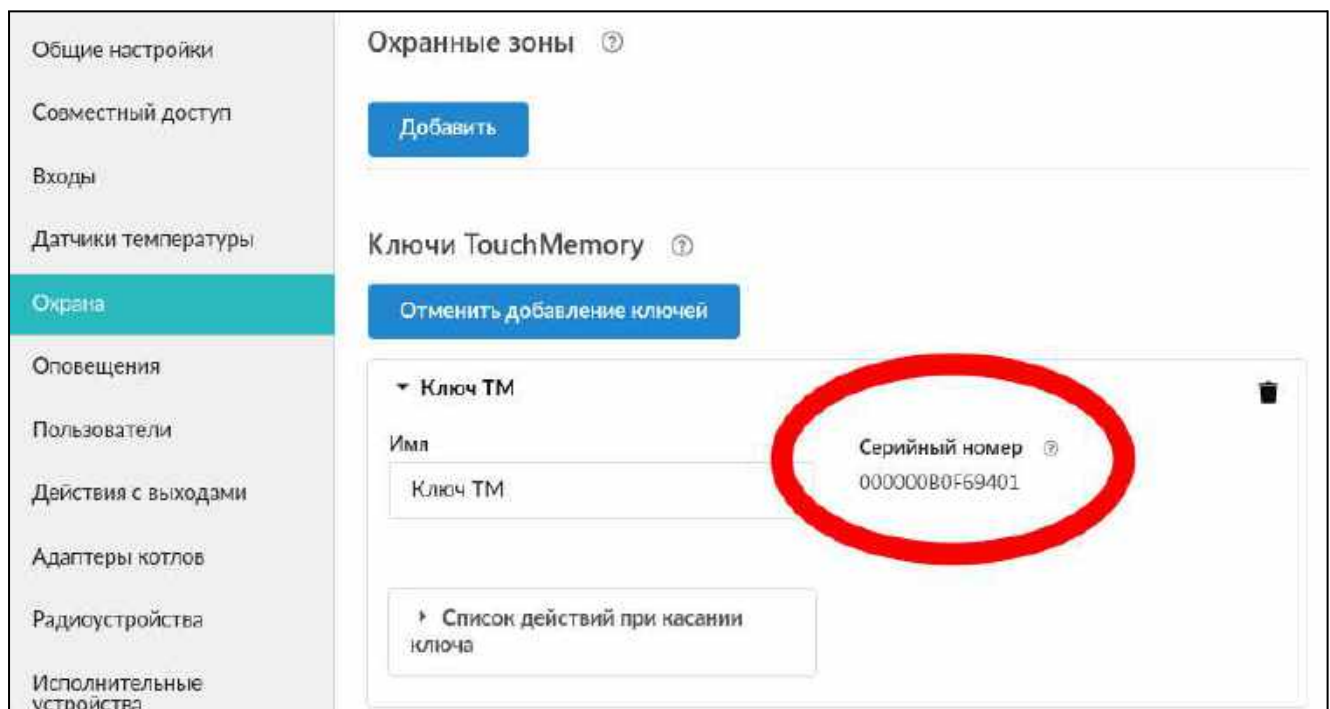 Общие настройки
Совместный доступ
Входы
Датчики температуры
Охрана
Оповещения
Пользователи
Действия с выходами
Адаптеры котлов
Радиоустройства
Исполнительные
устройства
Охранные зоны
Добавить
Ключи TouchMemory
Отменить добавление ключей
Ключ ТМ
Имя
Ключ ТМ
Серийный номер
000000B0F69401
Список действий при касании
ключа